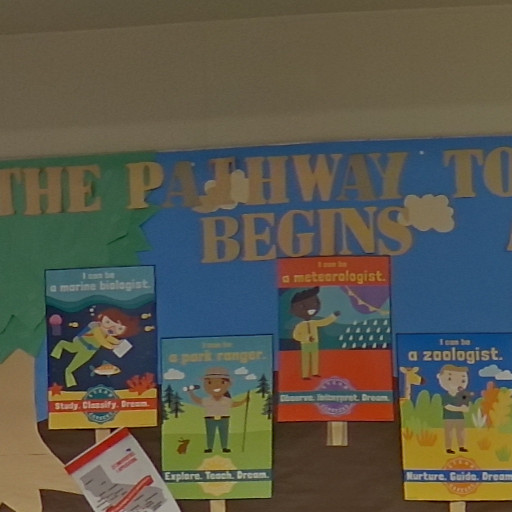 THE PATHWAY TO
BEGINS
I can be
a marine biologist.
Study. Classify. Dream.
I can be
a park ranger.
Explore. Teach. Dream.
I can be
a meteorologist.
Observe. Interpret. Dream.
I can be
a zoologist.
Nurture. Guide. Dream